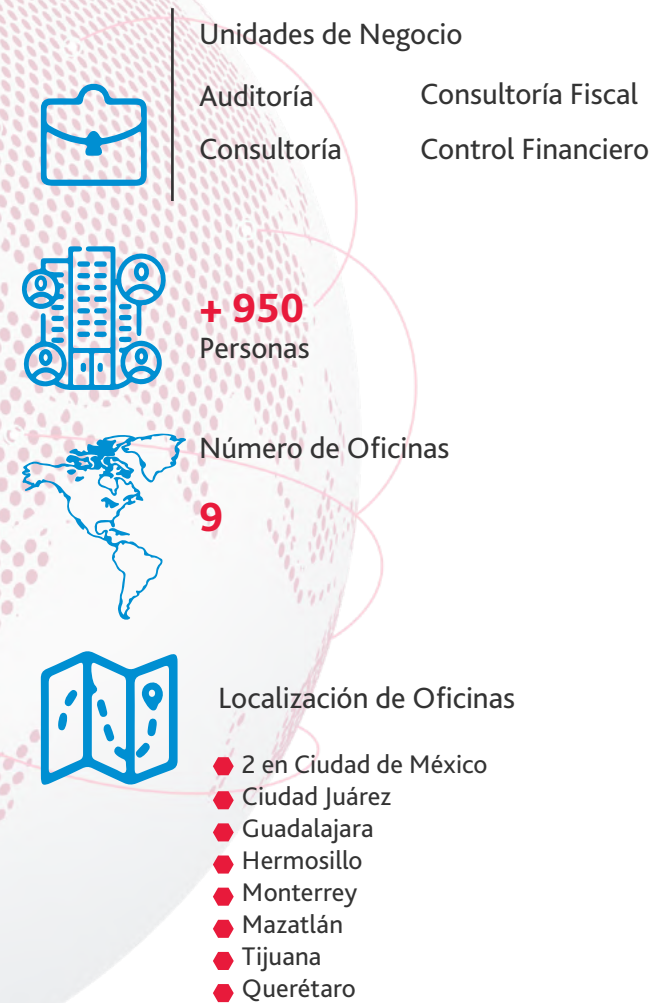 Unidades de Negocio
Auditoría Consultoría Fiscal
Consultoría Control Financiero
+ 950
Personas
Número de Oficinas
9
Localización de Oficinas
2 en Ciudad de México
Ciudad Juárez
Guadalajara
Hermosillo
Monterrey
Mazatlán
Tijuana
Querétaro